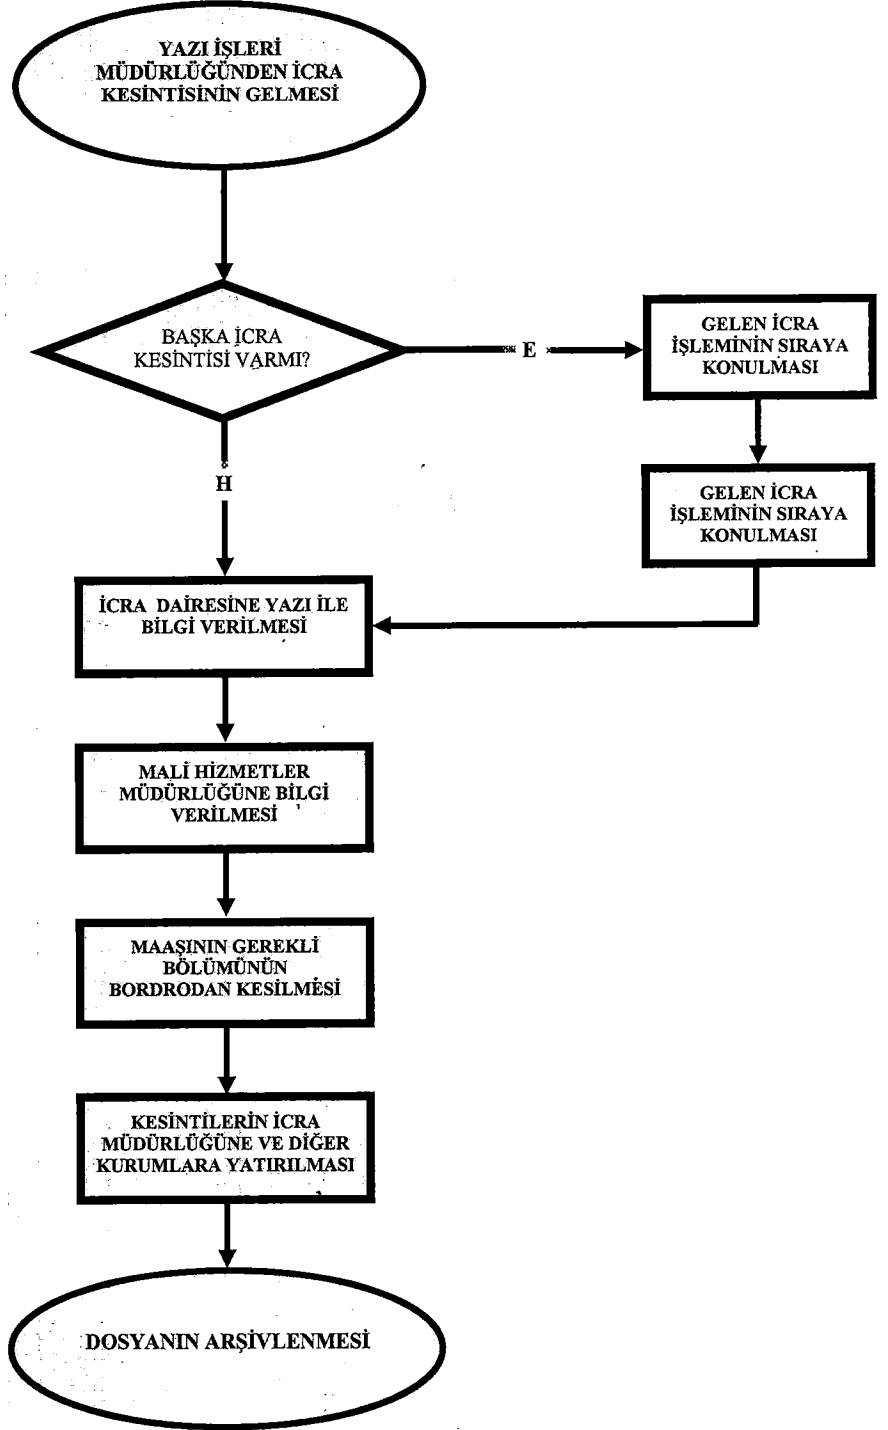 YAZI İŞLERİ
MÜDÜRLÜĞÜNDEN İCRA
KESİNTİSİNİN GELMESİ
BAŞKA İCRA
KESİNTİSİ VARMI?
E
GELEN İCRA
İŞLEMİNİN SIRAYA
KONULMASI
H
GELEN İCRA
İŞLEMİNİN SIRAYA
KONULMASI
İCRA DAİRESİNE YAZI İLE
BİLGİ VERİLMESİ
MALİ HİZMETLER
MÜDÜRLÜĞÜNE BİLGİ
VERİLMESİ
MAAŞININ GEREKLİ
BÖLÜMÜNÜN
BORDRODAN KESİLMESİ
KESİNTİLERİN İCRA
MÜDÜRLÜĞÜNE VE DİĞER
KURUMLARA YATIRILMASI
DOSYANIN ARŞİVLENMESİ